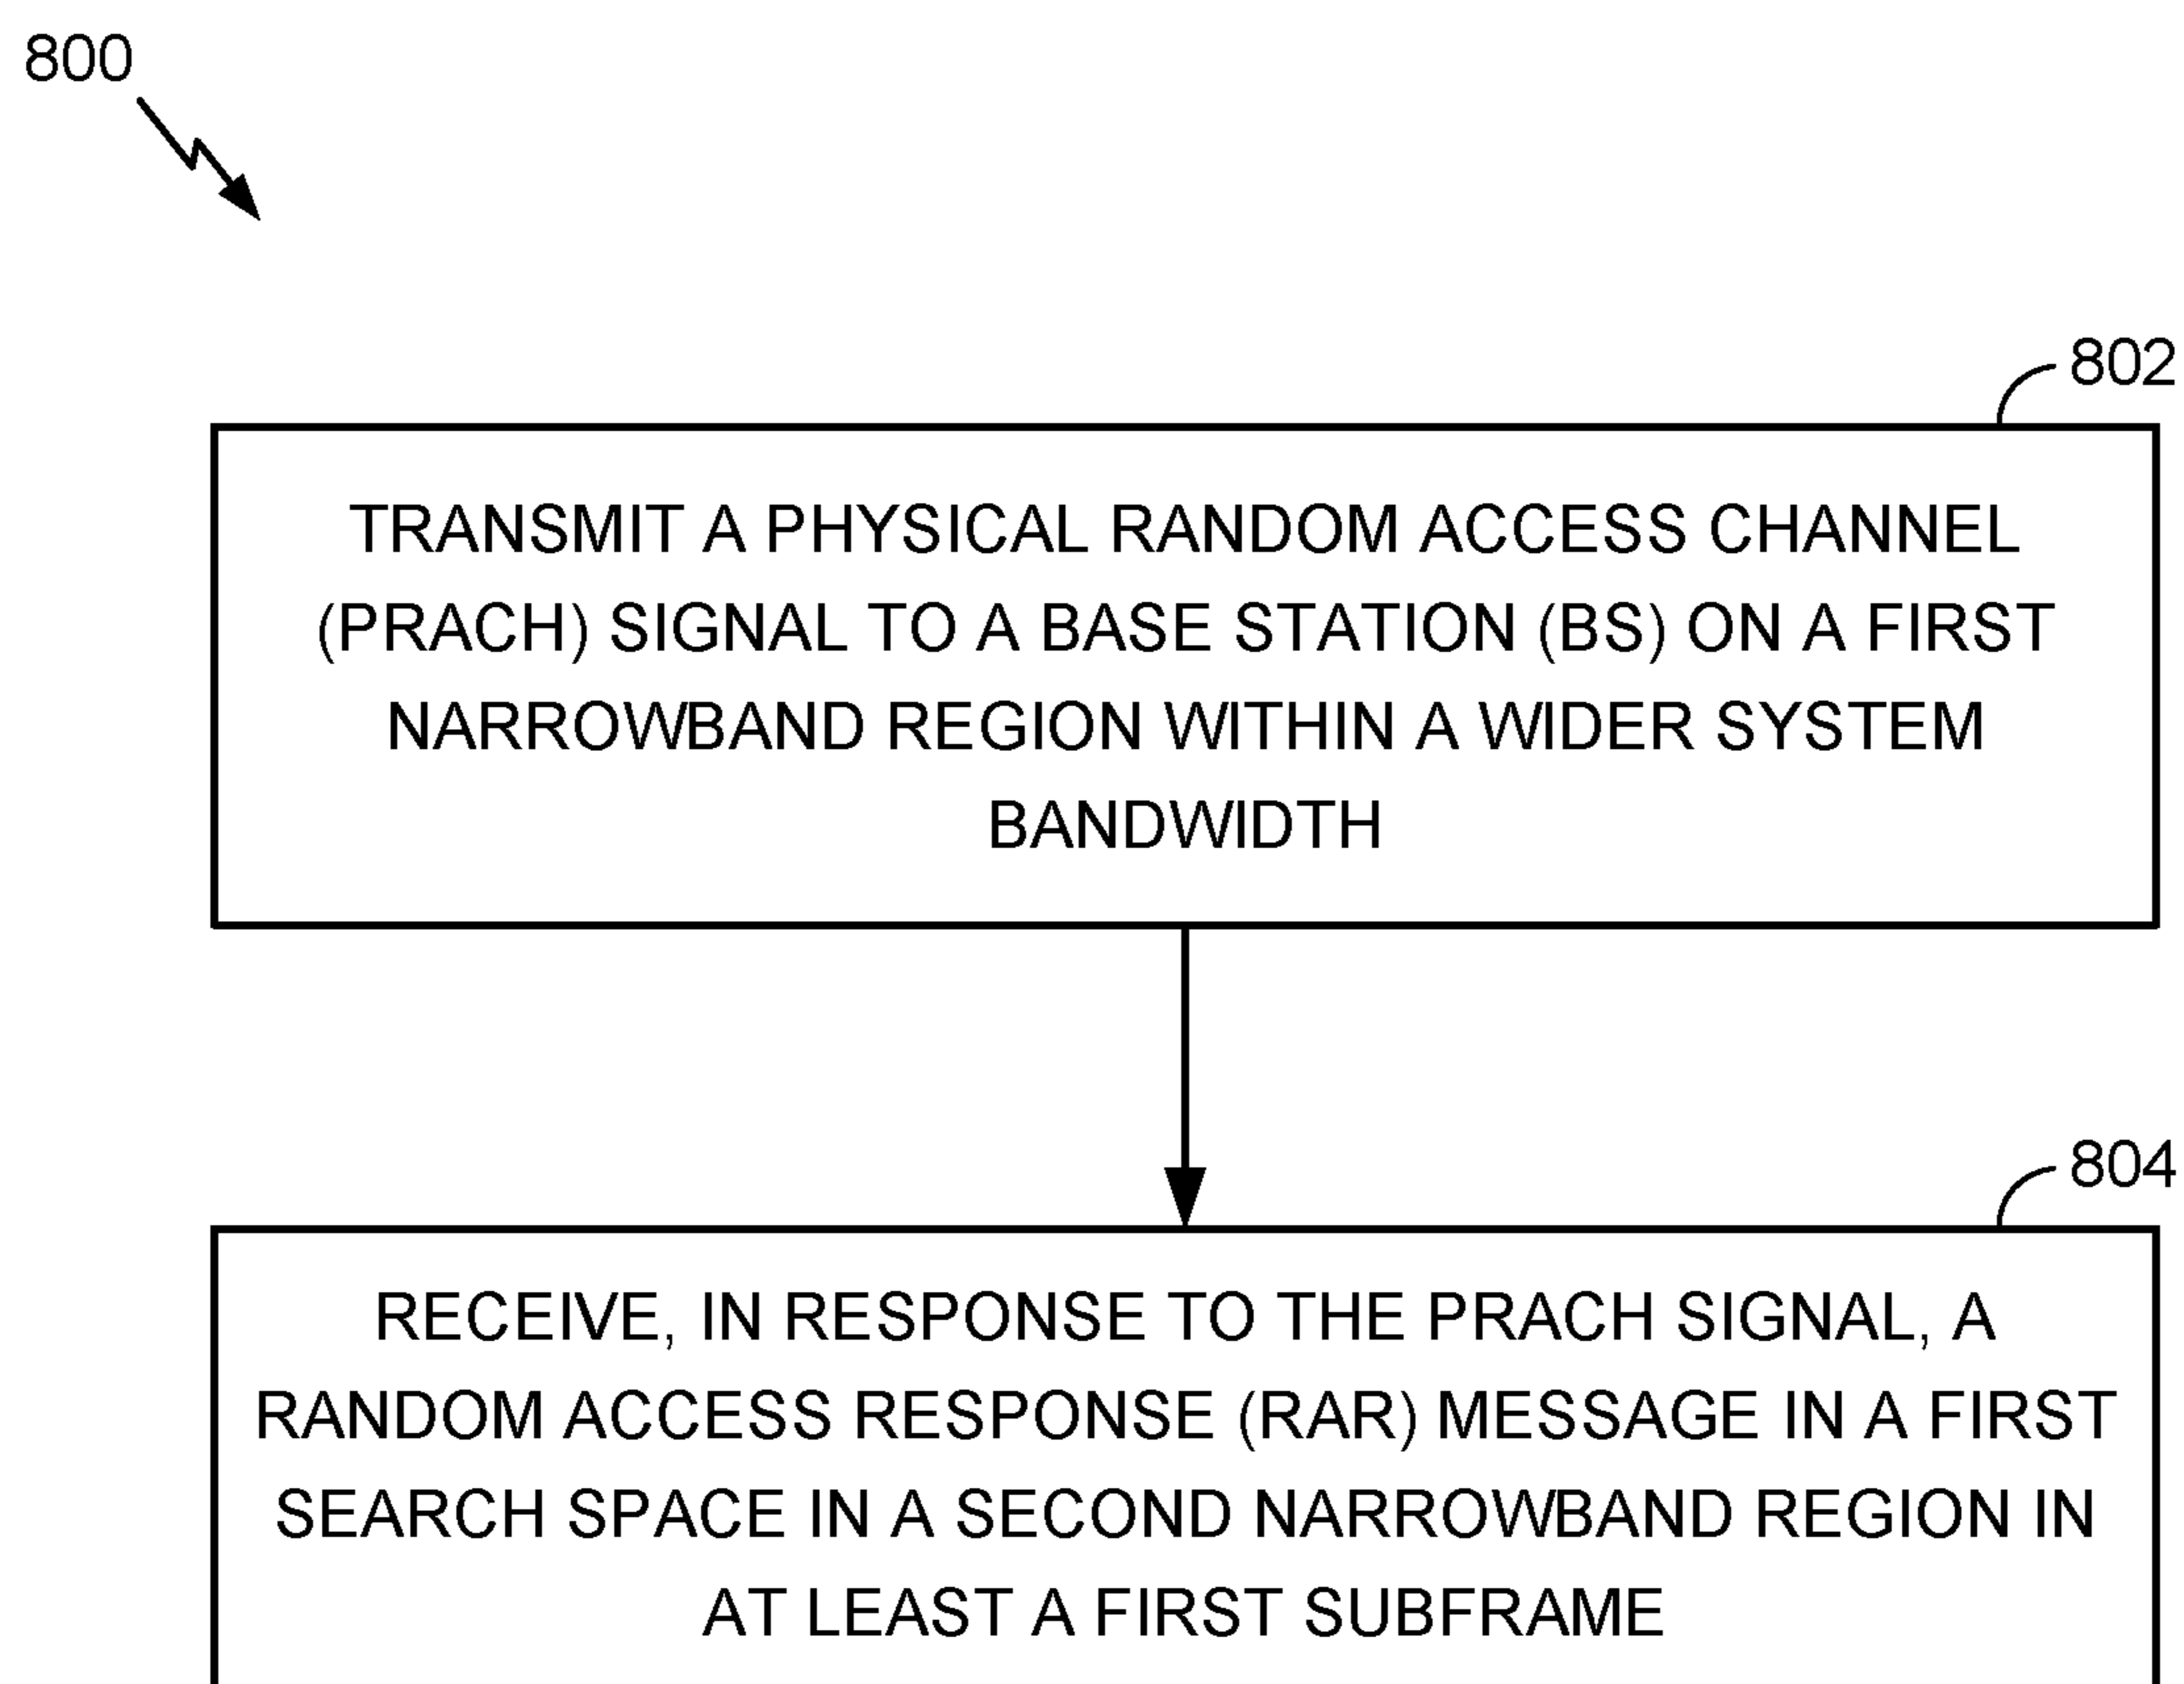 800
802
TRANSMIT A PHYSICAL RANDOM ACCESS CHANNEL
(PRACH) SIGNAL TO A BASE STATION (BS) ON A FIRST
NARROWBAND REGION WITHIN A WIDER SYSTEM
BANDWIDTH
804
RECEIVE, IN RESPONSE TO THE PRACH SIGNAL, A
RANDOM ACCESS RESPONSE (RAR) MESSAGE IN A FIRST
SEARCH SPACE IN A SECOND NARROWBAND REGION IN
AT LEAST A FIRST SUBFRAME